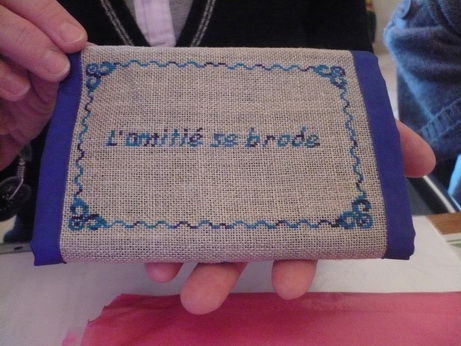 L'amitié se brode